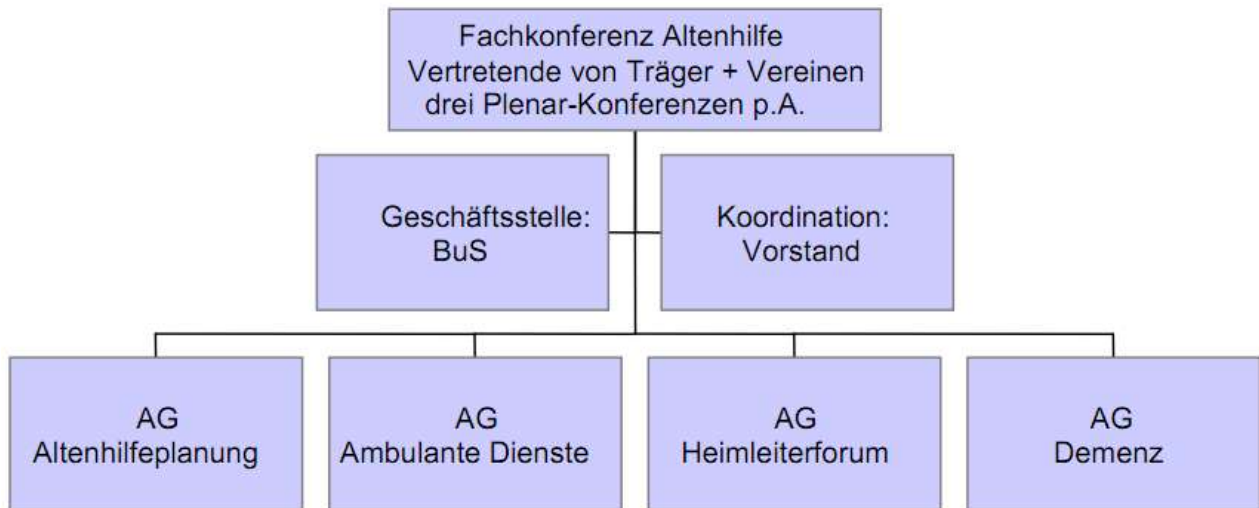 Fachkonferenz Altenhilfe
Vertretende von Träger + Vereinen
drei Plenar-Konferenzen p.A.
Geschäftsstelle:
BuS
Koordination:
Vorstand
AG
Altenhilfeplanung
AG
Ambulante Dienste
AG
Heimleiterforum
AG
Demenz